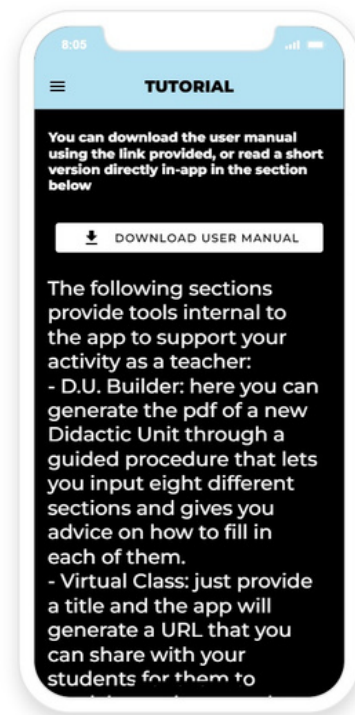 8:05
TUTORIAL
You can download the user manual
using the link provided, or read a short
version directly in-app in the section
below
DOWNLOAD USER MANUAL
The following sections
provide tools internal to
the app to support your
activity as a teacher:
- D.U. Builder: here you can
generate the pdf of a new
Didactic Unit through a
guided procedure that lets
you input eight different
sections and gives you
advice on how to fill in
each of them.
- Virtual Class: just provide
a title and the app will
generate a URL that you
can share with your
students for them to